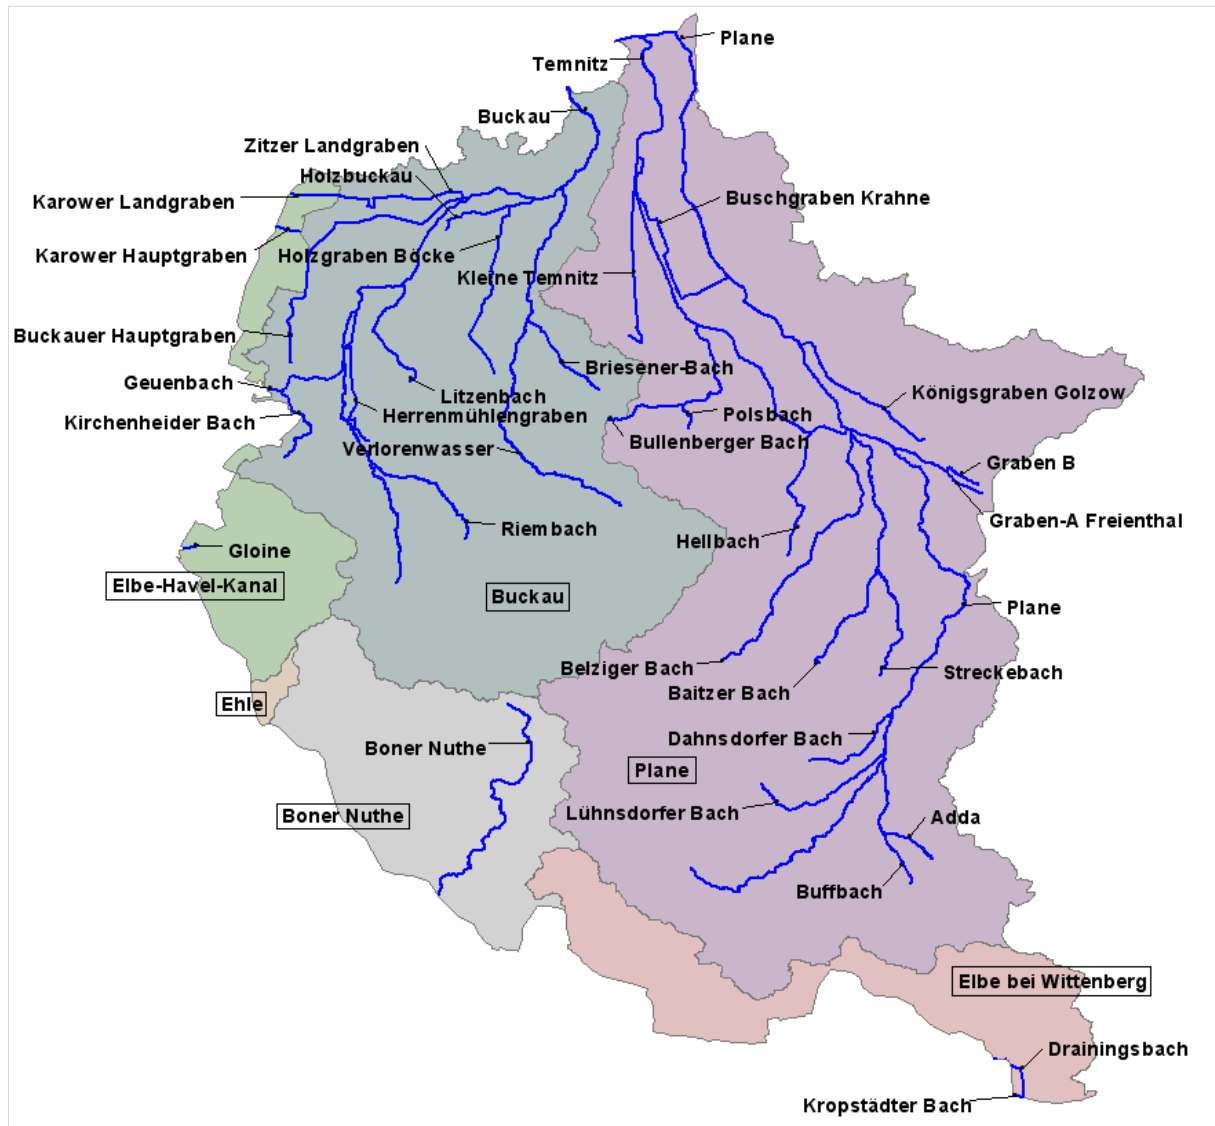 Plane
Temnitz
Buckau
Zitzer Landgraben
Holzbuckau
Karower Landgraben
Buschgraben Krahne
Karower Hauptgraben
Holzgraben Böcke
Kleine Temnitz
Buckauer Hauptgraben
Briesener-Bach
Geuenbach
Litzenbach
Königsgraben Golzow
Herrenmühlengraben
Polsbach
Kirchenheider Bach
Bullenberger Bach
Verlorenwasser
Graben B
Graben-A Freienthal
Riembach
Hellbach
Gloine
Elbe-Havel-Kanal
Buckau
Plane
Belziger Bach
Streckebach
Baitzer Bach
Ehle
Dahnsdorfer Bach
Boner Nuthe
Plane
Boner Nuthe
Lühnsdorfer Bach
Adda
Buffbach
Elbe bei Wittenberg
Drainingsbach
Kropstädter Bach